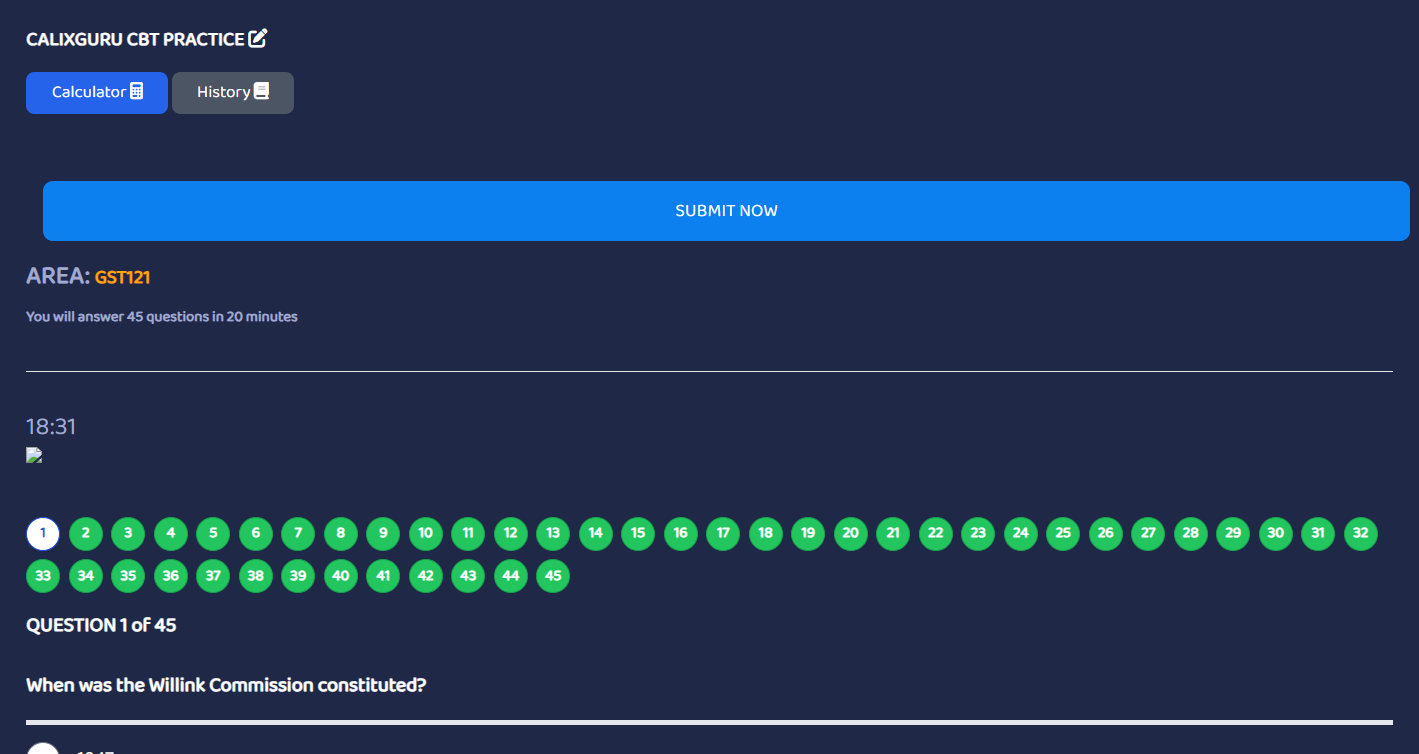 CALIXGURU CBT PRACTICE
Calculator
History
SUBMIT NOW
AREA: GST121
You will answer 45 questions in 20 minutes
18:31
1 2 3 4 5 6 7 8 9 10 11 12 13 14 15 16 17 18 19 20 21 22 23 24 25 26 27 28 29 30 31 32
33 34 35 36 37 38 39 40 41 42 43 44 45
QUESTION 1 of 45
When was the Willink Commission constituted?